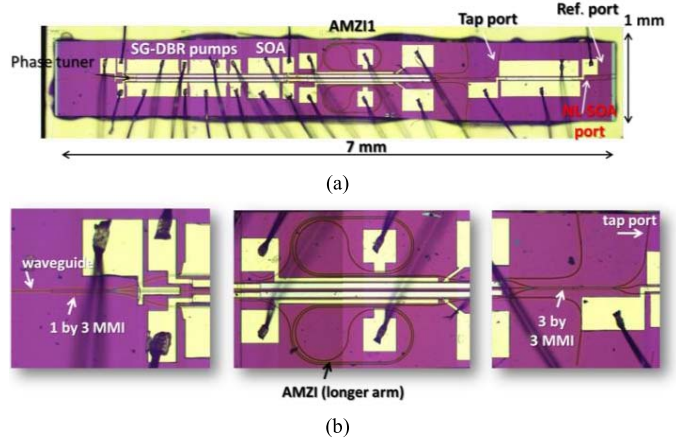 AMZI1
Tap port
Ref. port
1 mm
SG-DBR pumps
SOA
Phase tuner
NL SOA
port
7 mm
(a)
waveguide
1 by 3 MMI
AMZI (longer arm)
tap port
3 by
3 MMI
(b)